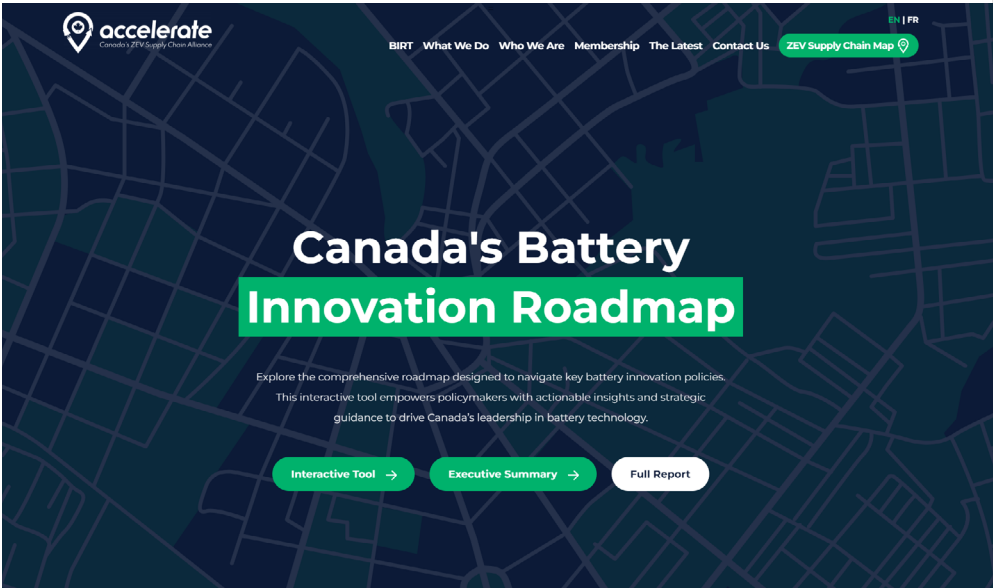 accelerate
Canada's ZEV Supply Chain Alliance
EN | FR
BIRT What We Do Who We Are Membership The Latest Contact Us ZEV Supply Chain Map
Canada's Battery
Innovation Roadmap
Explore the comprehensive roadmap designed to navigate key battery innovation policies.
This interactive tool empowers policymakers with actionable insights and strategic
guidance to drive Canada's leadership in battery technology.
Interactive Tool → Executive Summary → Full Report